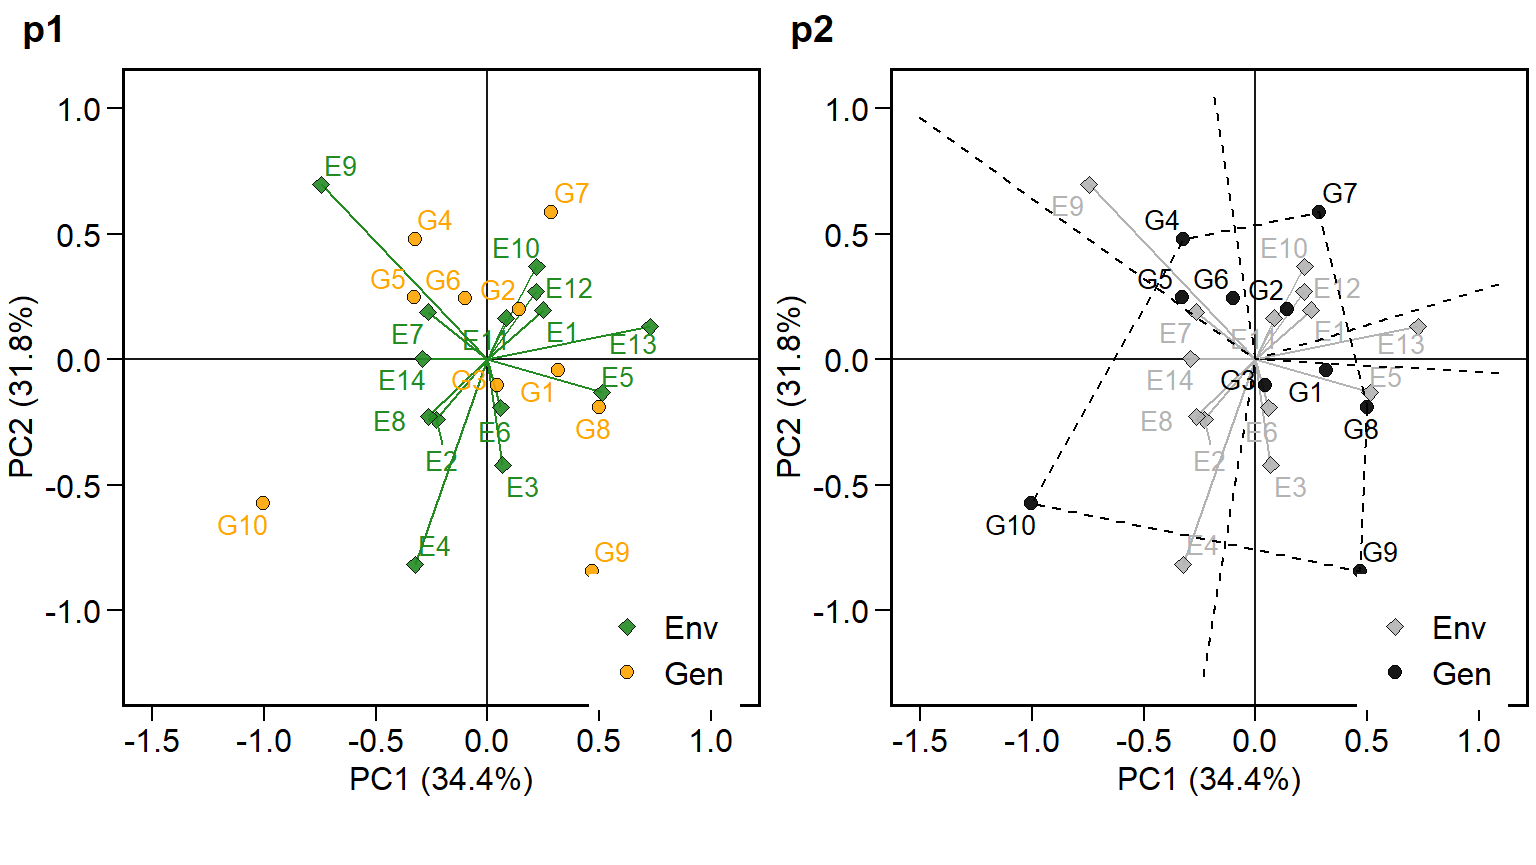 p1
1.0
0.5
0.0
-0.5
-1.0
PC2 (31.8%)
E9
G7
G4
E10
G5
G6
G2
E12
E7
E11
E1
E13
E14
G3
G1
E5
E8
E6
G8
E2
E3
G10
E4
G9
Env
Gen
-1.5
-1.0
-0.5
0.0
0.5
1.0
PC1 (34.4%)
p2
1.0
0.5
0.0
-0.5
-1.0
PC2 (31.8%)
G7
E9
G4
E10
G5
G6
G2
E12
E7
E11
E1
E13
E14
G3
G1
E5
E8
E6
G8
E2
E3
G10
E4
G9
Env
Gen
-1.5
-1.0
-0.5
0.0
0.5
1.0
PC1 (34.4%)